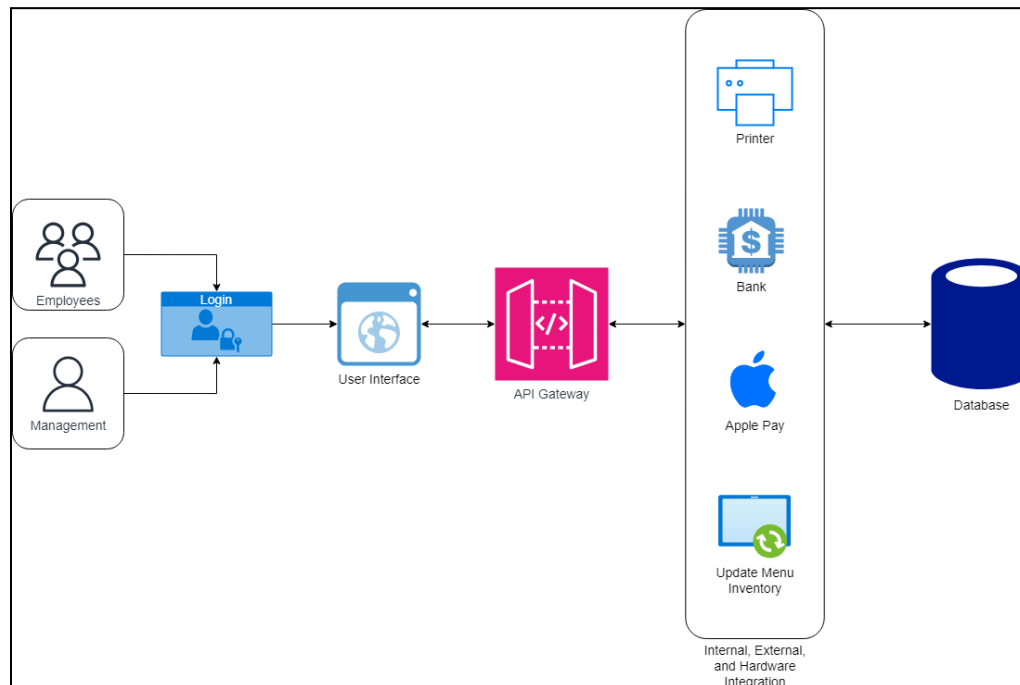 Printer
Bank
Employees
Login
Management
User Interface
API Gateway
$
</>
Apple Pay
Database
Update Menu
Inventory
Internal, External,
and Hardware
Integration